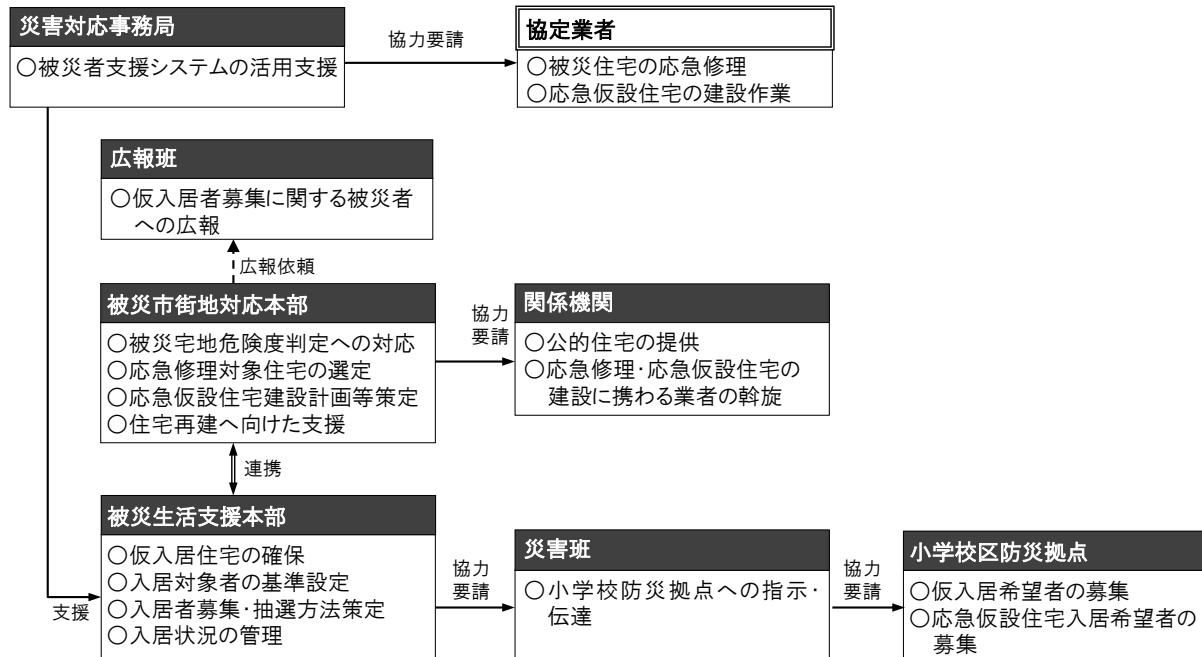 災害対応事務局
○被災者支援システムの活用支援
協力要請
協定業者
○被災住宅の応急修理
○応急仮設住宅の建設作業
広報班
○仮入居者募集に関する被災者
への広報
広報依頼
被災市街地対応本部
○被災宅地危険度判定への対応
○応急修理対象住宅の選定
○応急仮設住宅建設計画等策定
○住宅再建へ向けた支援
協力
要請
関係機関
○公的住宅の提供
○応急修理・応急仮設住宅の
建設に携わる業者の斡旋
連携
被災生活支援本部
○仮入居住宅の確保
○入居対象者の基準設定
○入居者募集・抽選方法策定
○入居状況の管理
支援
協力
要請
災害班
○小学校防災拠点への指示・
伝達
協力
要請
小学校区防災拠点
○仮入居希望者の募集
○応急仮設住宅入居希望者の
募集